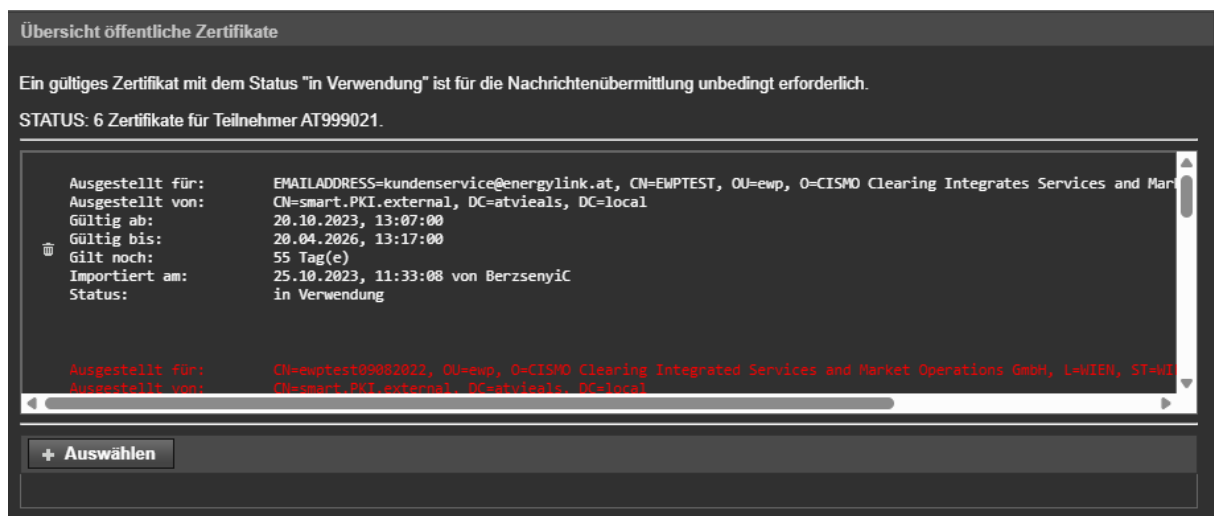 Übersicht öffentliche Zertifikate
Ein gültiges Zertifikat mit dem Status "in Verwendung" ist für die Nachrichtenübermittlung unbedingt erforderlich.
STATUS: 6 Zertifikate für Teilnehmer AT999021.
Ausgestellt für: EMAILADDRESS=kundenservice@energylink.at, CN=EWPTEST, OU=ewp, O=CISMO Clearing Integrates Services and Mar
Ausgestellt von: CN=smart.PKI.external, DC=atvieals, DC=local
Gültig ab: 20.10.2023, 13:07:00
Gültig bis: 20.04.2026, 13:17:00
Gilt noch: 55 Tag(e)
Importiert am: 25.10.2023, 11:33:08 von BerzsenyiC
Status: in Verwendung
Ausgestellt für: CN=ewptest09082022, OU=ewp, O=CISMO Clearing Integrated Services and Market Operations GmbH, L=WIEN, ST=WI
Ausgestellt von: CN=smart.PKI.external, DC=atvieals, DC=local
+ Auswählen